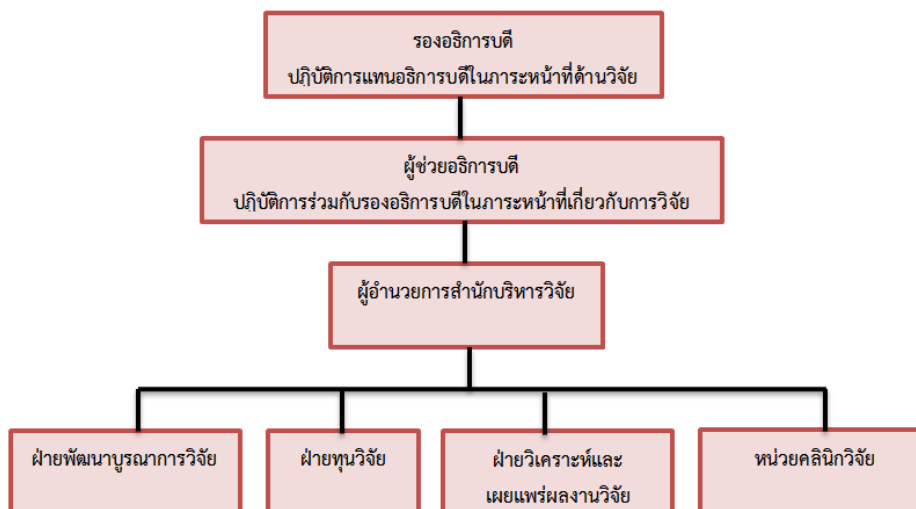 รองอธิการบดี
ปฏิบัติการแทนอธิการบดีในภาระหน้าที่ด้านวิจัย
ผู้ช่วยอธิการบดี
ปฏิบัติการร่วมกับรองอธิการบดีในภาระหน้าที่เกี่ยวกับการวิจัย
ผู้อำนวยการสำนักบริหารวิจัย
ฝ่ายพัฒนาบูรณาการวิจัย
ฝ่ายทุนวิจัย
ฝ่ายวิเคราะห์และ
เผยแพร่ผลงานวิจัย
หน่วยคลินิกวิจัย